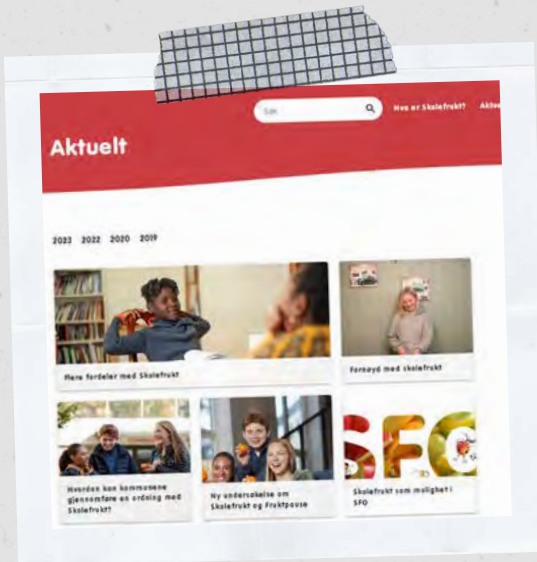 Søk
Hva er Skolefrukt?
Aktue
Aktuelt
2023 2022 2020 2019
Flere fordeler med Skolefrukt
Fornøyd med skolefrukt
Hvordan kan kommunene
gjennomføre en ordning med
Skolefrukt?
Ny undersøkelse om
Skolefrukt og Fruktpause
SFO
Skolefrukt som mulighet i
SFO